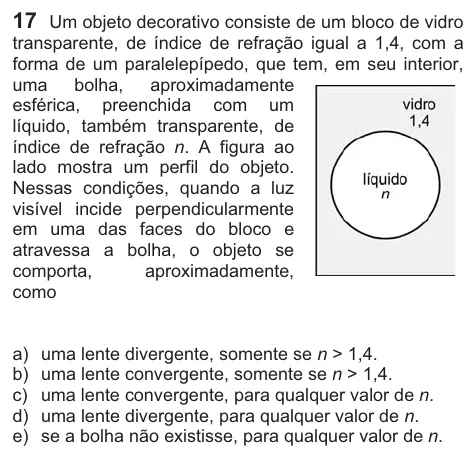 17 Um objeto decorativo consiste de um bloco de vidro
transparente, de índice de refração igual a 1,4, com a
forma de um paralelepípedo, que tem, em seu interior,
uma bolha, aproximadamente
esférica, preenchida com um
líquido, também transparente, de
índice de refração n. A figura ao
lado mostra um perfil do objeto.
Nessas condições, quando a luz
visível incide perpendicularmente
em uma das faces do bloco e
atravessa a bolha, o objeto se
comporta, aproximadamente,
como
vidro
1,4
líquido
n
a) uma lente divergente, somente se n > 1,4.
b) uma lente convergente, somente se n > 1,4.
c) uma lente convergente, para qualquer valor de n.
d) uma lente divergente, para qualquer valor de n.
e) se a bolha não existisse, para qualquer valor de n.